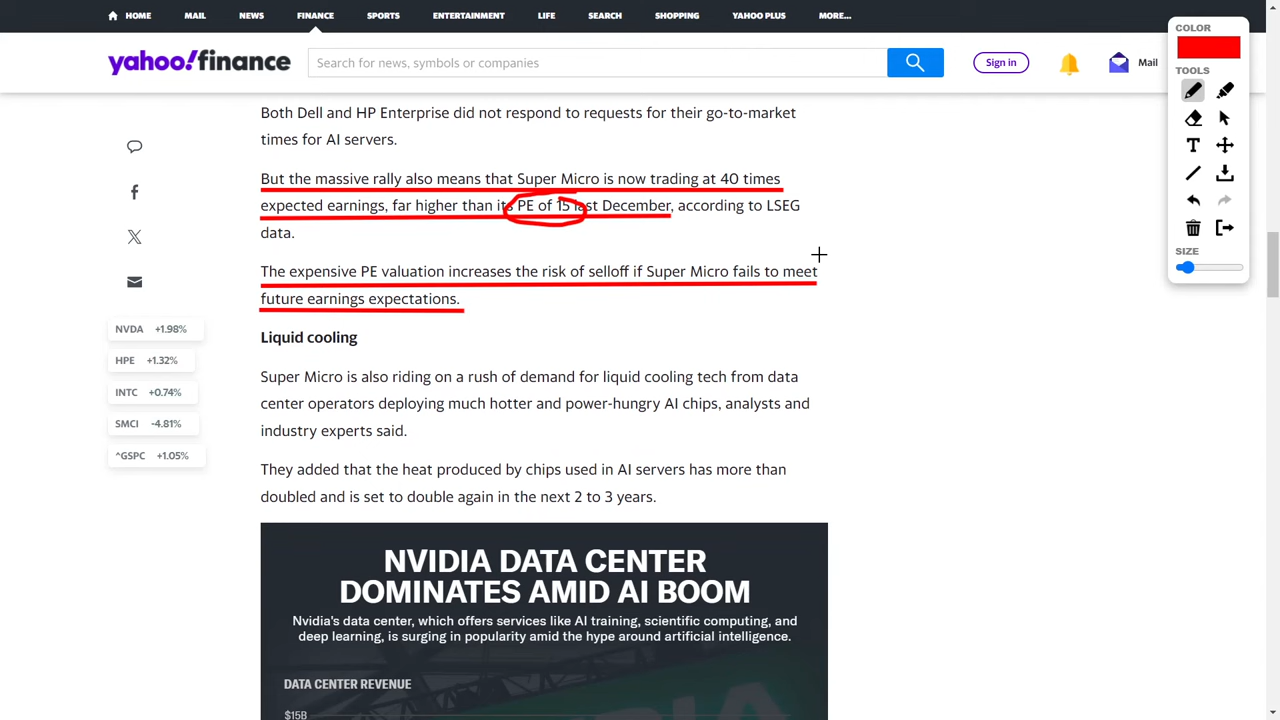 HOME MAIL NEWS FINANCE SPORTS ENTERTAINMENT LIFE SEARCH SHOPPING YAHOO PLUS MORE...
yahoo!finance
Search for news, symbols or companies
Sign in
Mail
COLOR
TOOLS
T
SIZE
Both Dell and HP Enterprise did not respond to requests for their go-to-market
times for AI servers.
But the massive rally also means that Super Micro is now trading at 40 times
expected earnings, far higher than its PE of 15 last December, according to LSEG
data.
The expensive PE valuation increases the risk of selloff if Super Micro fails to meet
future earnings expectations.
NVDA +1.98%
HPE +1.32%
INTC +0.74%
SMCI -4.81%
^GSPC +1.05%
Liquid cooling
Super Micro is also riding on a rush of demand for liquid cooling tech from data
center operators deploying much hotter and power-hungry AI chips, analysts and
industry experts said.
They added that the heat produced by chips used in AI servers has more than
doubled and is set to double again in the next 2 to 3 years.
NVIDIA DATA CENTER
DOMINATES AMID AI BOOM
Nvidia's data center, which offers services like AI training, scientific computing, and
deep learning, is surging in popularity amid the hype around artificial intelligence.
DATA CENTER REVENUE
$15B